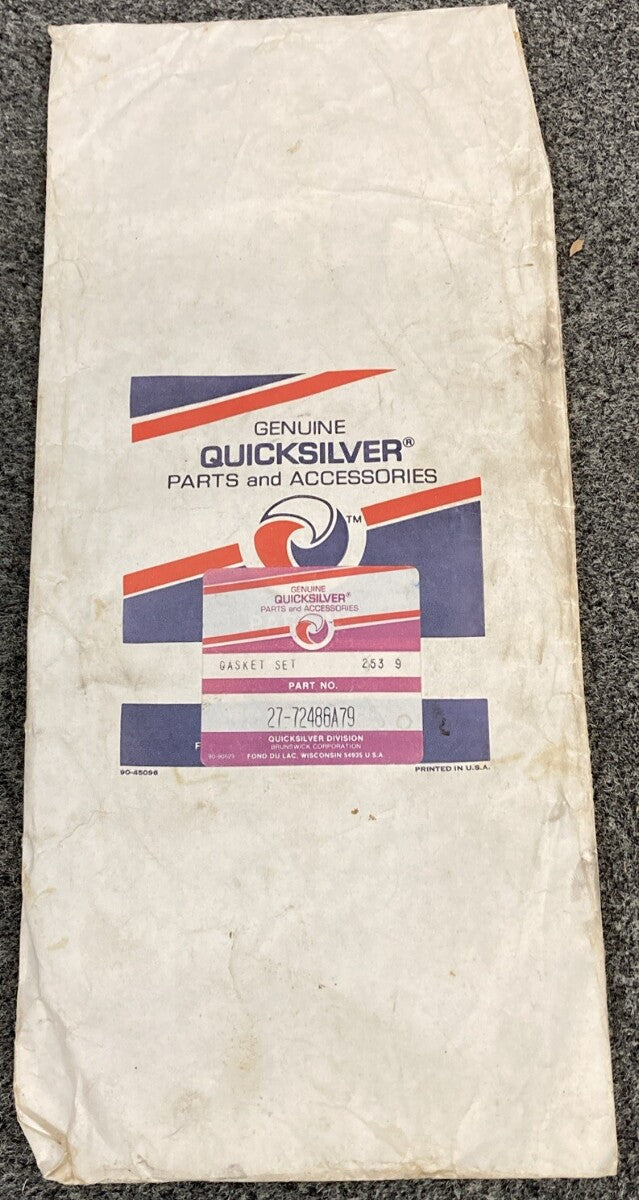 GENUINE
QUICKSILVER®
PARTS and ACCESSORIES
TM
GENUINE
QUICKSILVER®
PARTS and ACCESSORIES
GASKET SET 253 9
PART NO.
27-72486A79
QUICKSILVER DIVISION
BRUNSWICK CORPORATION
FOND DU LAC, WISCONSIN 54935 U.S.A.
F
90-45096 PRINTED IN U.S.A.